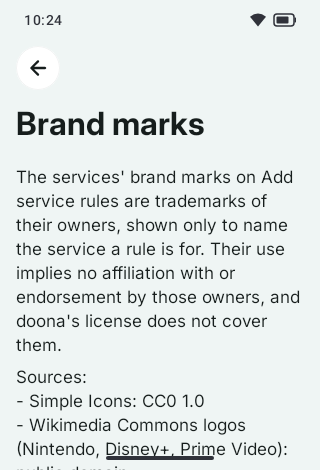 10:24
Brand marks
The services' brand marks on Add
service rules are trademarks of
their owners, shown only to name
the service a rule is for. Their use
implies no affiliation with or
endorsement by those owners, and
doona's license does not cover
them.
Sources:
- Simple Icons: CC0 1.0
- Wikimedia Commons logos
(Nintendo, Disney+, Prime Video):
public domain